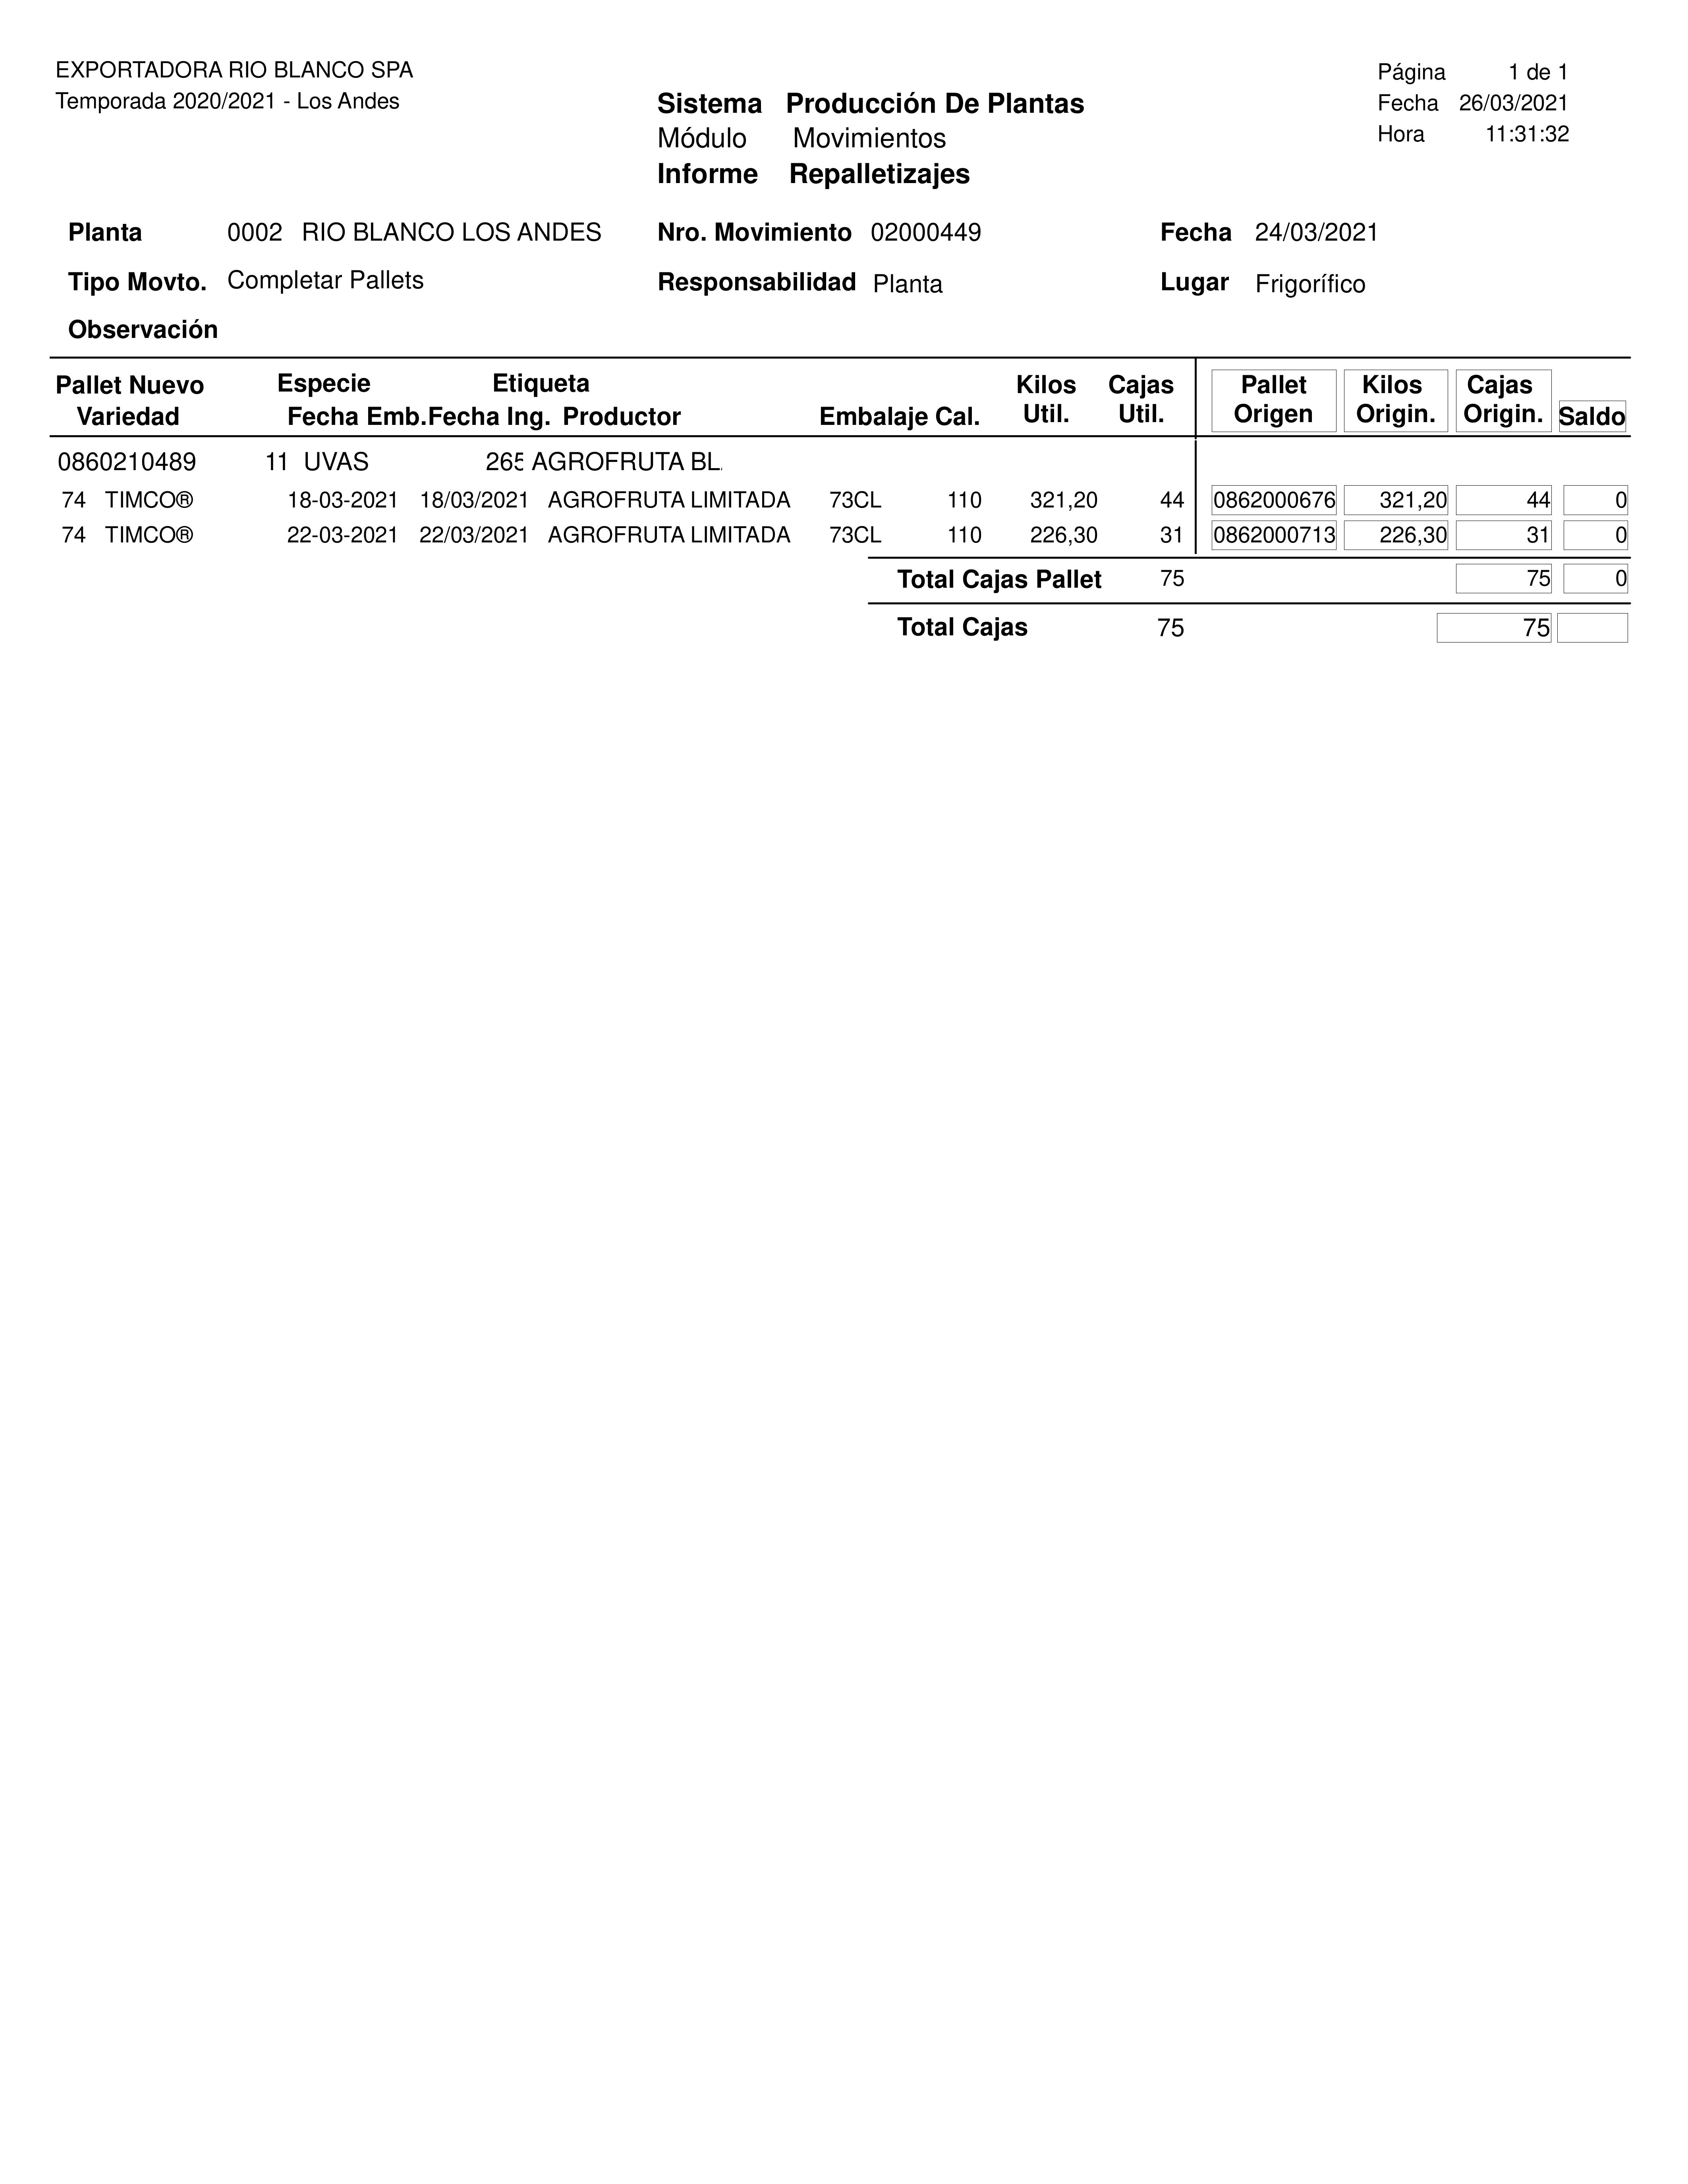 EXPORTADORA RIO BLANCO SPA
Temporada 2020/2021 - Los Andes
Sistema Producción De Plantas
Módulo Movimientos
Informe Repalletizajes
Página 1 de 1
Fecha 26/03/2021
Hora 11:31:32
Planta 0002 RIO BLANCO LOS ANDES Nro. Movimiento 02000449 Fecha 24/03/2021
Tipo Movto. Completar Pallets Responsabilidad Planta Lugar Frigorífico
Observación
Pallet Nuevo Especie Etiqueta Kilos Cajas Pallet Kilos Cajas
Variedad Fecha Emb. Fecha Ing. Productor Embalaje Cal. Util. Util. Origen Origin. Origin. Saldo
0860210489 11 UVAS 265 AGROFRUTA BL.
74 TIMCO® 18-03-2021 18/03/2021 AGROFRUTA LIMITADA 73CL 110 321,20 44 0862000676 321,20 44 0
74 TIMCO® 22-03-2021 22/03/2021 AGROFRUTA LIMITADA 73CL 110 226,30 31 0862000713 226,30 31 0
Total Cajas Pallet 75 75 0
Total Cajas 75 75